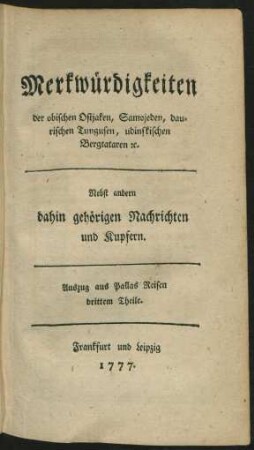 Merkwürdigkeiten
der obischen Ostjaken, Samojeden, dau-
rischen Tungusen, udinskischen
Bergtataren ꝛc.
Nebst andern
dahin gehörigen Nachrichten
und Kupfern.
Auszug aus Pallas Reisen
drittem Theile.
Frankfurt und Leipzig
1777.